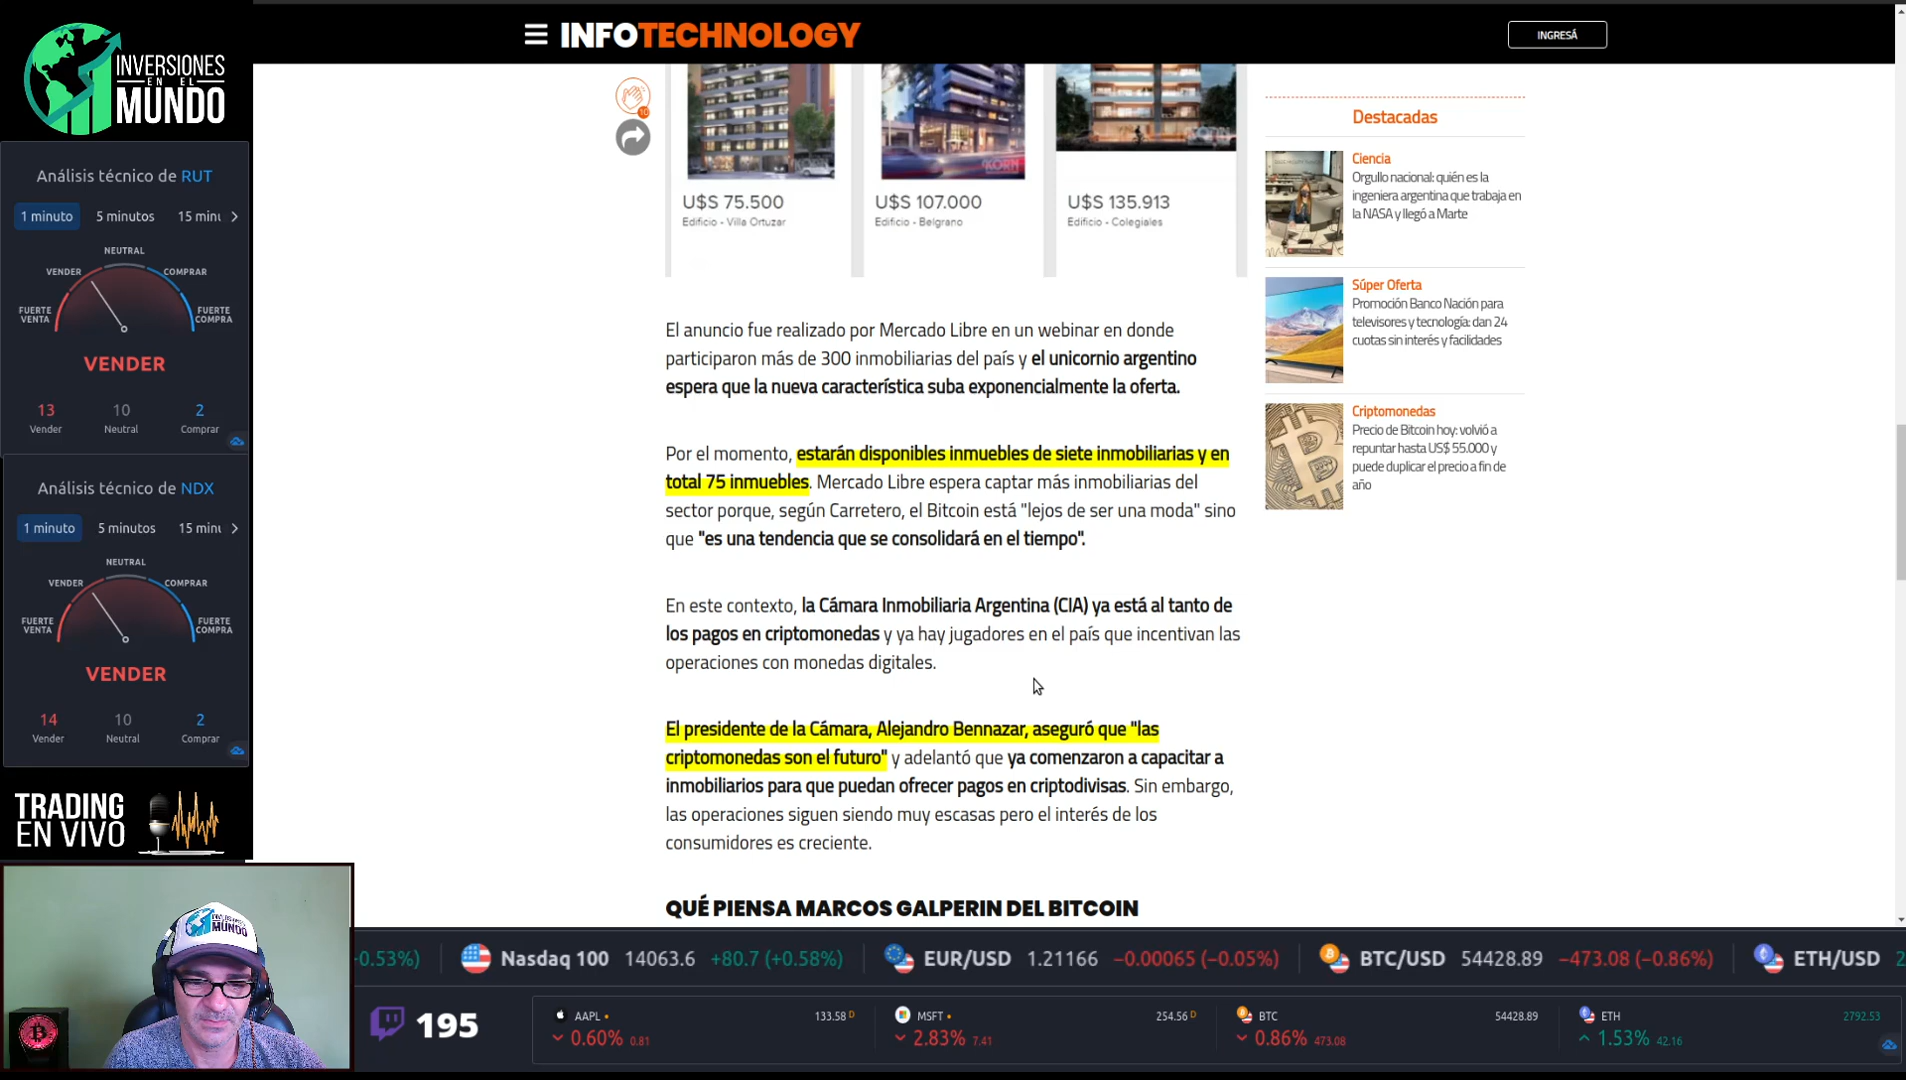 INVERSIONES
EN EL
MUNDO
Análisis técnico de RUT
1 minuto 5 minutos 15 minu
NEUTRAL
VENDER COMPRAR
FUERTE VENTA FUERTE COMPRA
VENDER
13 10 2
Vender Neutral Comprar
Análisis técnico de NDX
1 minuto 5 minutos 15 minu
NEUTRAL
VENDER COMPRAR
FUERTE VENTA FUERTE COMPRA
VENDER
14 10 2
Vender Neutral Comprar
TRADING
EN VIVO
INFOTECHNOLOGY
INGRESÁ
10
KORN
KORN
U$S 75.500 U$S 107.000 U$S 135.913
Edificio - Villa Ortuzar Edificio - Belgrano Edificio - Colegiales
El anuncio fue realizado por Mercado Libre en un webinar en donde
participaron más de 300 inmobiliarias del país y el unicornio argentino
espera que la nueva característica suba exponencialmente la oferta.
Por el momento, estarán disponibles inmuebles de siete inmobiliarias y en
total 75 inmuebles. Mercado Libre espera captar más inmobiliarias del
sector porque, según Carretero, el Bitcoin está "lejos de ser una moda" sino
que "es una tendencia que se consolidará en el tiempo".
En este contexto, la Cámara Inmobiliaria Argentina (CIA) ya está al tanto de
los pagos en criptomonedas y ya hay jugadores en el país que incentivan las
operaciones con monedas digitales.
El presidente de la Cámara, Alejandro Bennazar, aseguró que "las
criptomonedas son el futuro" y adelantó que ya comenzaron a capacitar a
inmobiliarios para que puedan ofrecer pagos en criptodivisas. Sin embargo,
las operaciones siguen siendo muy escasas pero el interés de los
consumidores es creciente.
QUÉ PIENSA MARCOS GALPERIN DEL BITCOIN
Destacadas
Ciencia
Orgullo nacional: quién es la
ingeniera argentina que trabaja en
la NASA y llegó a Marte
Súper Oferta
Promoción Banco Nación para
televisores y tecnología: dan 24
cuotas sin interés y facilidades
Criptomonedas
Precio de Bitcoin hoy: volvió a
repuntar hasta US$ 55.000 y
puede duplicar el precio a fin de
año
MUNDO
0.53%) Nasdaq 100 14063.6 +80.7 (+0.58%) EUR/USD 1.21166 −0.00065 (−0.05%) BTC/USD 54428.89 −473.08 (−0.86%) ETH/USD 2
195
AAPL 133.58 D MSFT 254.56 D BTC 54428.89 ETH 2792.53
0.60% 0.81 2.83% 7.41 0.86% 473.08 1.53% 42.16